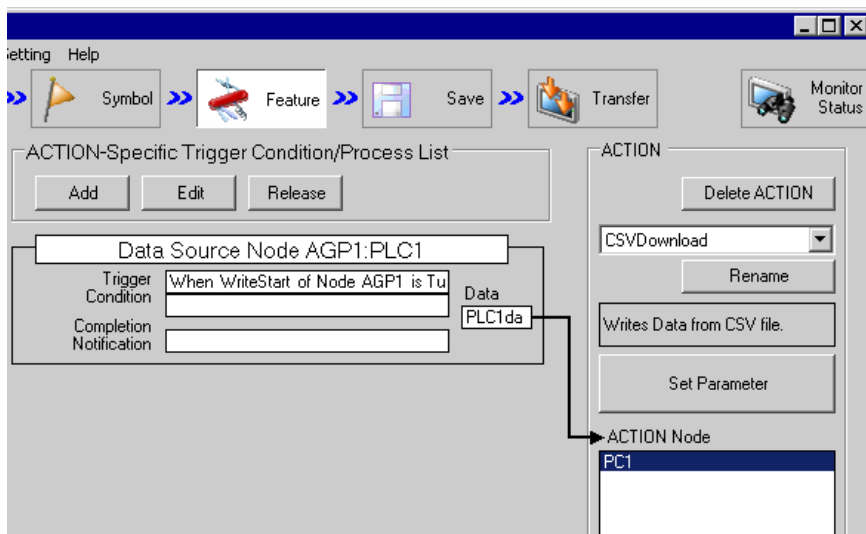 Setting Help
Symbol Feature Save Transfer Monitor Status
ACTION-Specific Trigger Condition/Process List
Add Edit Release
Data Source Node AGP1:PLC1
Trigger Condition When WriteStart of Node AGP1 is Tu
Data
PLC1da
Completion Notification
ACTION
Delete ACTION
CSVDownload
Rename
Writes Data from CSV file.
Set Parameter
ACTION Node
PC1